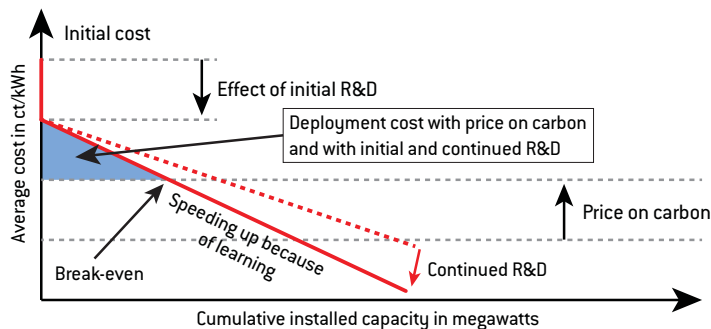 Initial cost
Effect of initial R&D
Deployment cost with price on carbon
and with initial and continued R&D
Average cost in ct/kWh
Speeding up because
of learning
Price on carbon
Break-even
Continued R&D
Cumulative installed capacity in megawatts